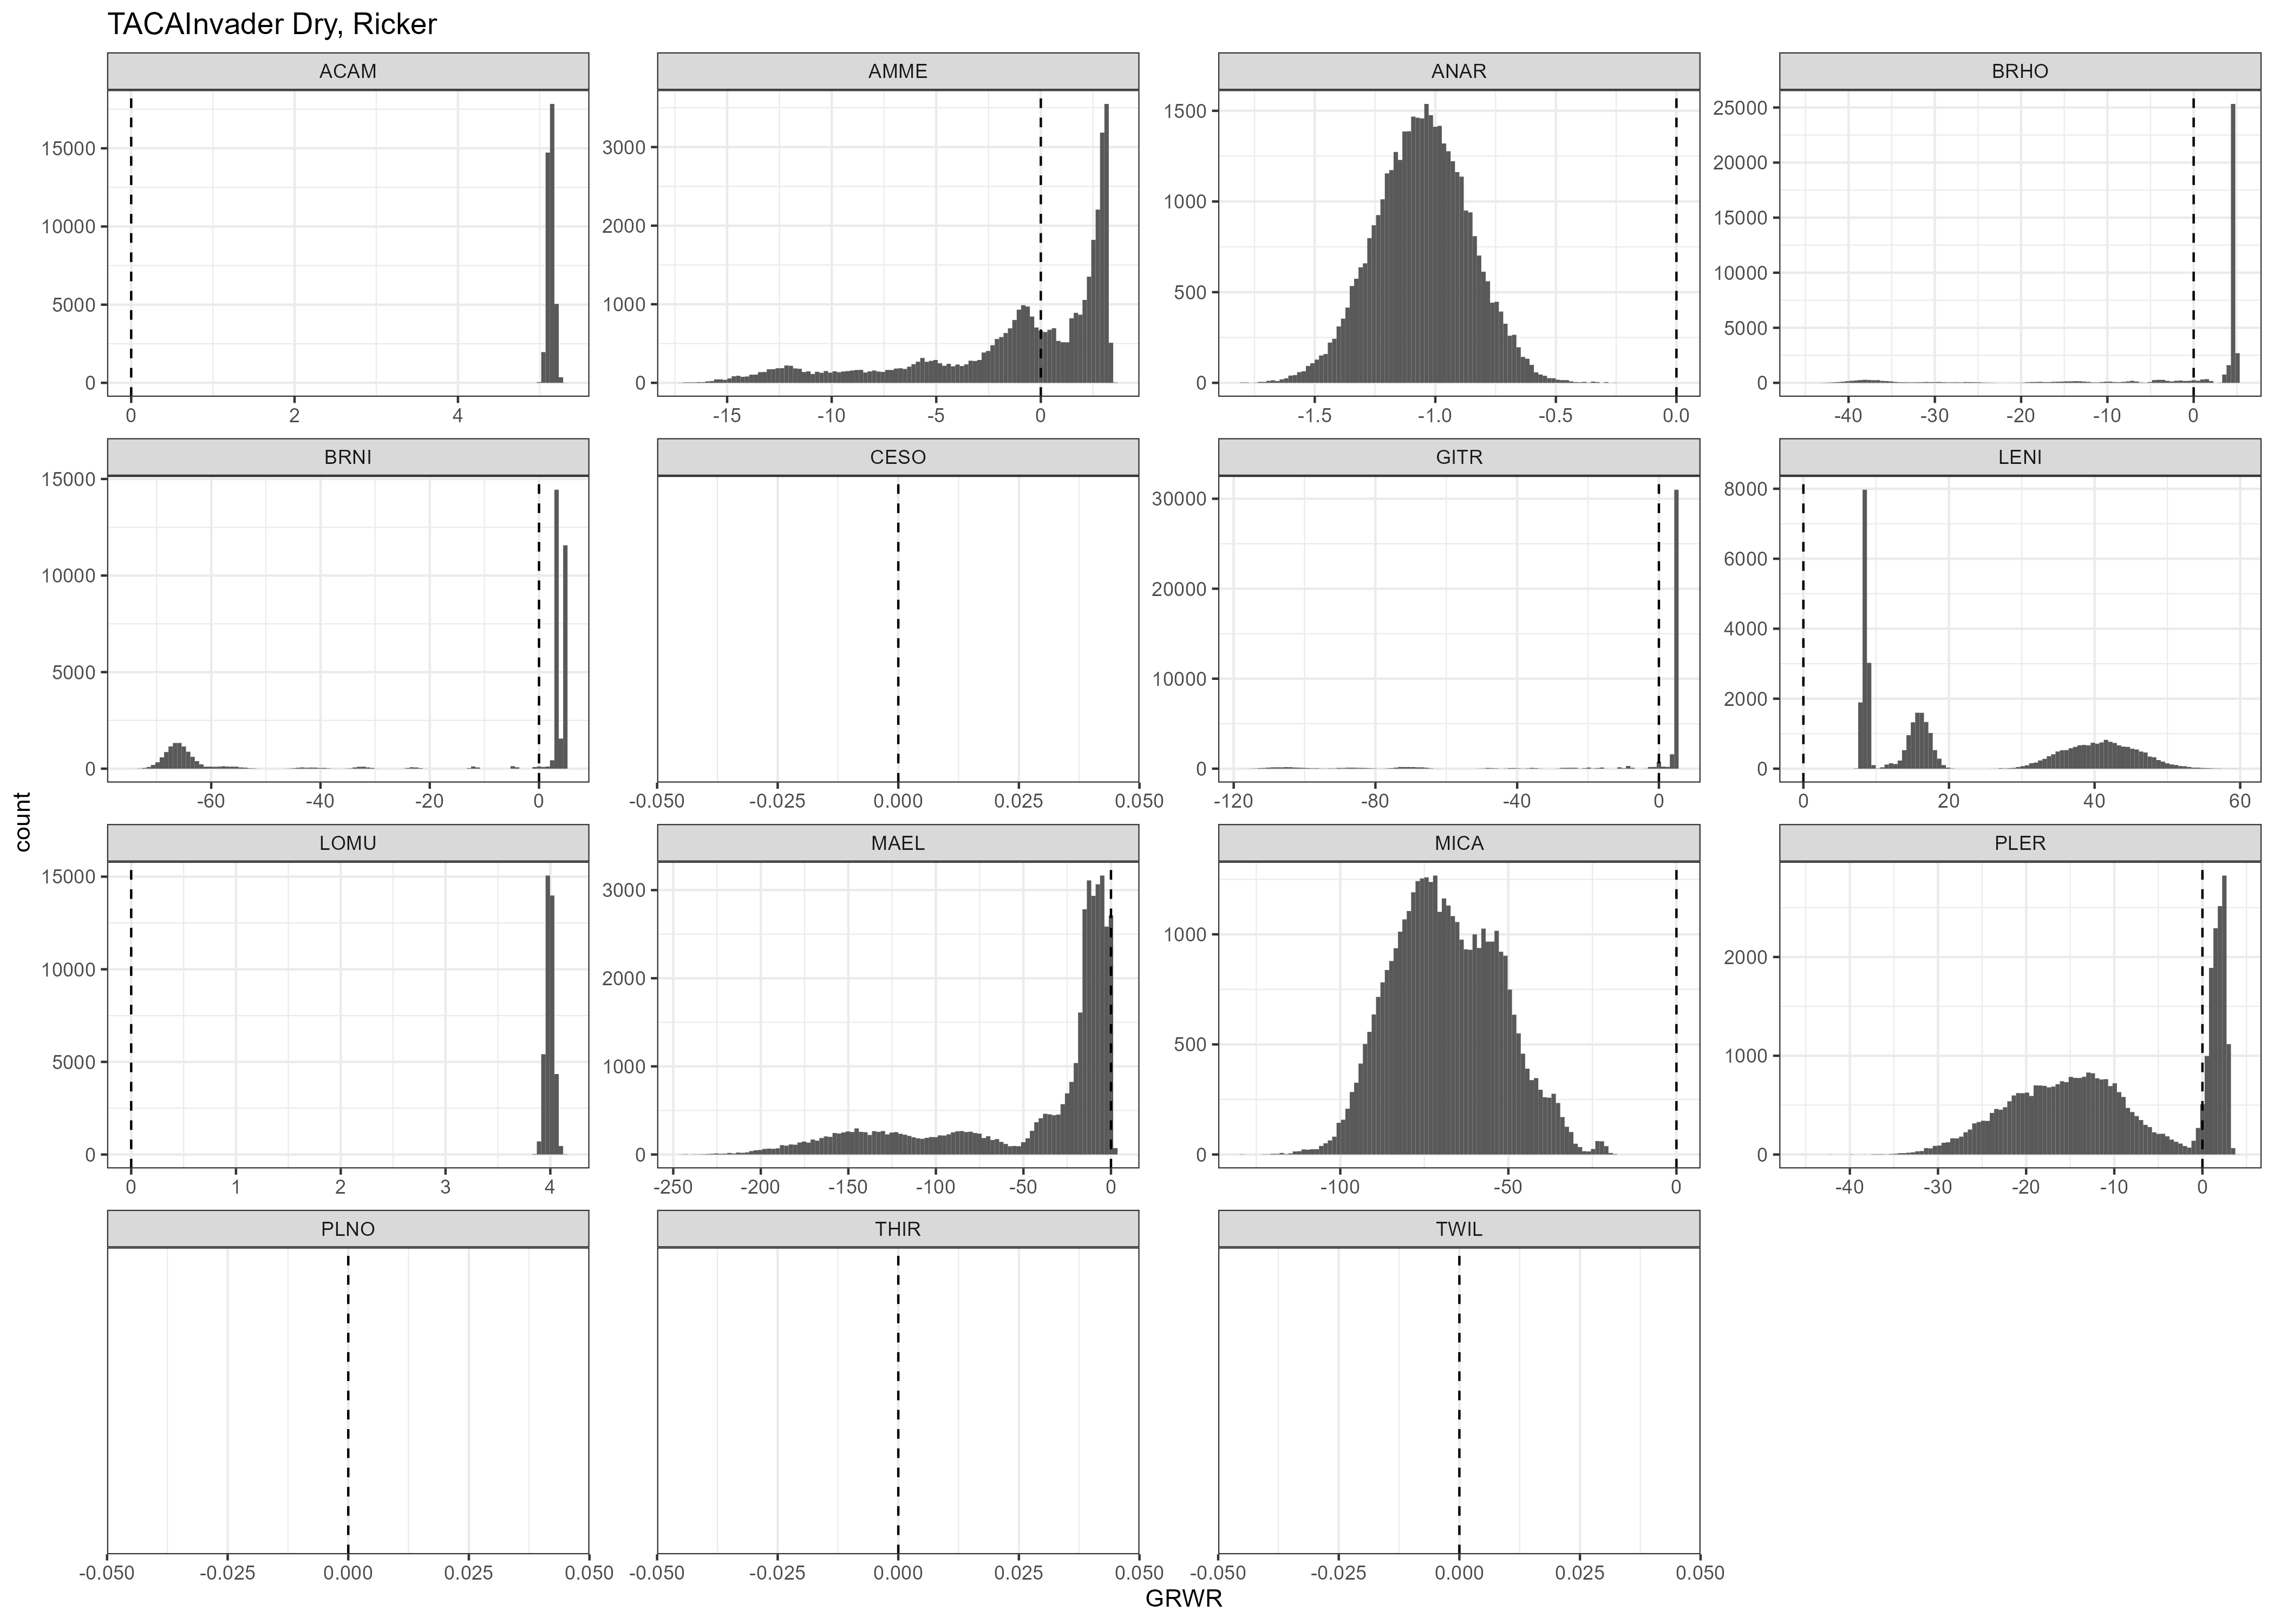 TACAInvader Dry, Ricker
ACAM AMME ANAR BRHO
15000 10000 5000 0
3000 2000 1000 0
1500 1000 500 0
25000 20000 15000 10000 5000 0
0 2 4
-15 -10 -5 0
-1.5 -1.0 -0.5 0.0
-40 -30 -20 -10 0
BRNI CESO GITR LENI
15000 10000 5000 0
30000 20000 10000 0
8000 6000 4000 2000 0
-60 -40 -20 0
-0.050 -0.025 0.000 0.025 0.050
-120 -80 -40 0
0 20 40 60
count
LOMU MAEL MICA PLER
15000 10000 5000 0
3000 2000 1000 0
1000 500 0
2000 1000 0
0 1 2 3 4
-250 -200 -150 -100 -50 0
-100 -50 0
-40 -30 -20 -10 0
PLNO THIR TWIL
-0.050 -0.025 0.000 0.025 0.050
-0.050 -0.025 0.000 0.025 0.050
-0.050 -0.025 0.000 0.025 0.050
GRWR